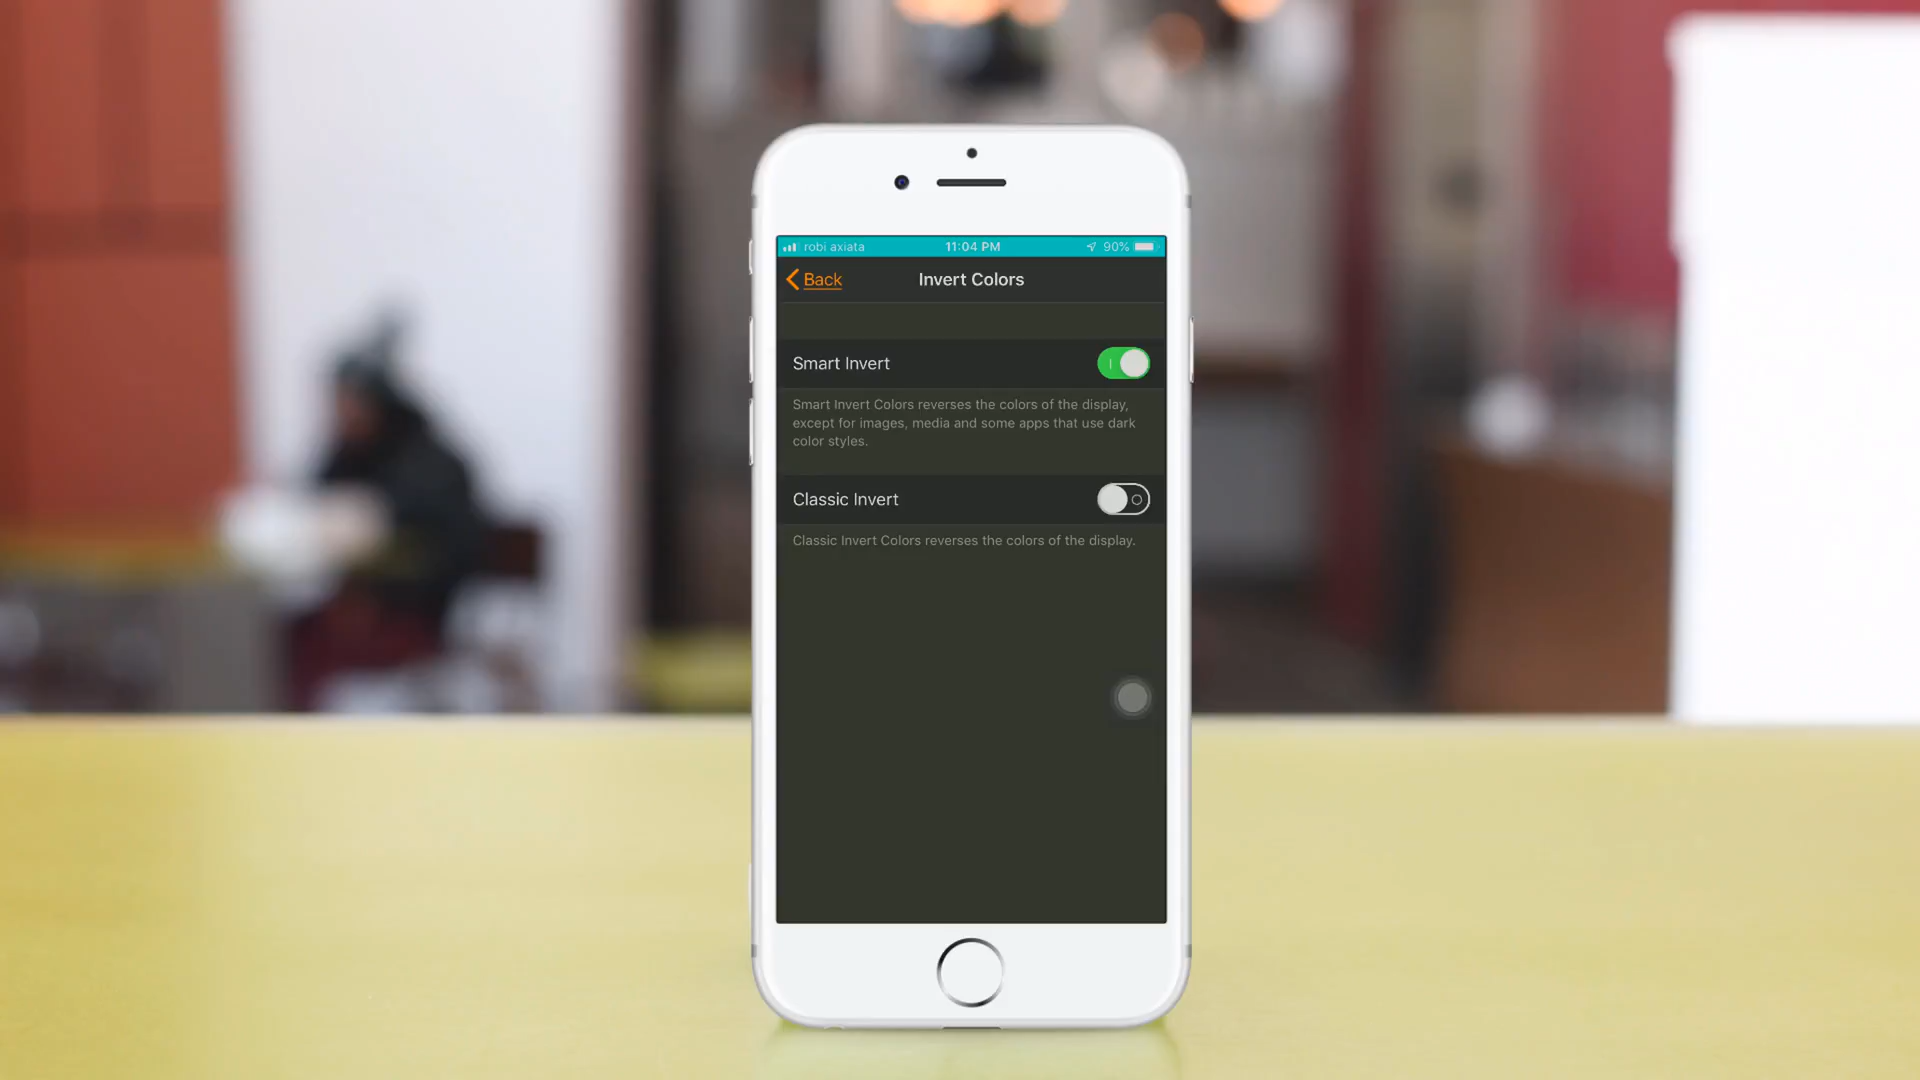 robi axiata 11:04 PM 90%
Back Invert Colors
Smart Invert
Smart Invert Colors reverses the colors of the display,
except for images, media and some apps that use dark
color styles.
Classic Invert
Classic Invert Colors reverses the colors of the display.